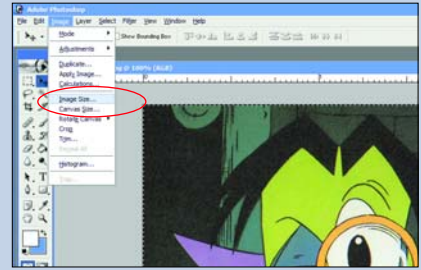 Adobe Photoshop
File Edit Image Layer Select Filter View Window Help
Show Bounding Box
Mode
Adjustments
Duplicate...
Apply Image...
Calculations...
Image Size...
Canvas Size...
Rotate Canvas
Crop
Trim...
Reveal All
Histogram...
Trap...
@ 100% (RGB)